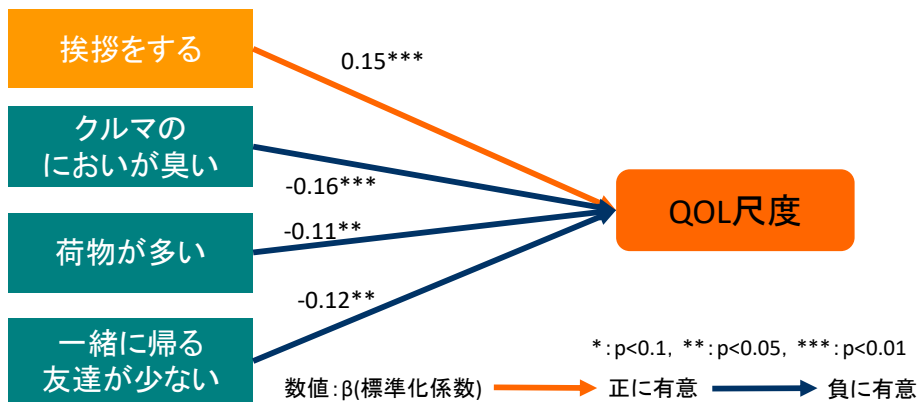 挨拶をする
0.15***
クルマの
においが臭い
-0.16***
荷物が多い
-0.11**
一緒に帰る
友達が少ない
-0.12**
QOL尺度
*:p<0.1, **:p<0.05, ***:p<0.01
数値:β(標準化係数) 正に有意 負に有意